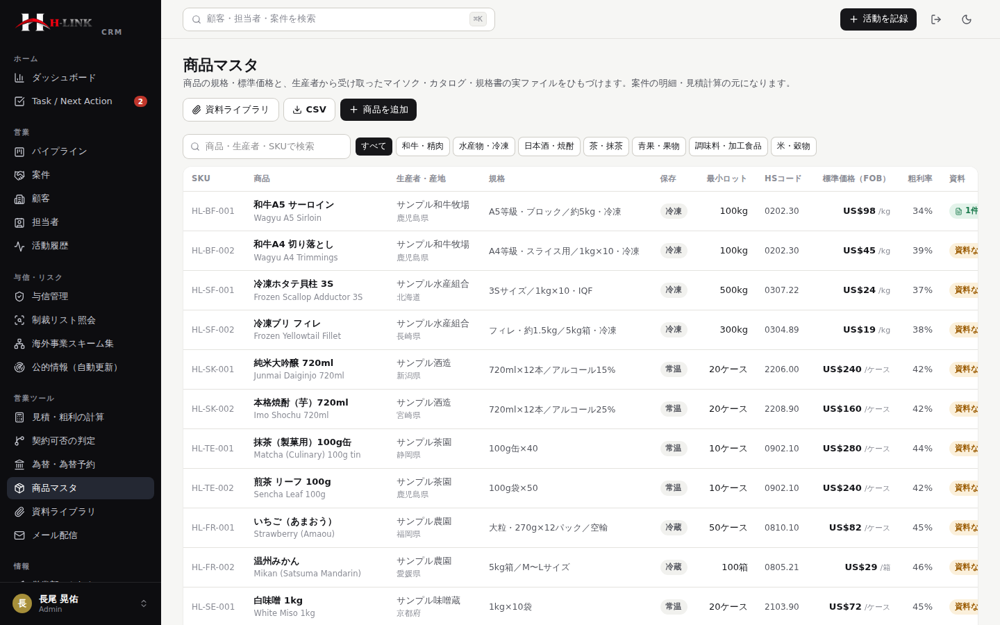 H-LINK CRM
ホーム
ダッシュボード
Task / Next Action 2
営業
パイプライン
案件
顧客
担当者
活動履歴
与信・リスク
与信管理
制裁リスト照会
海外事業スキーム集
公的情報（自動更新）
営業ツール
見積・粗利の計算
契約可否の判定
為替・為替予約
商品マスタ
資料ライブラリ
メール配信
情報
長 長尾 晃佑
Admin
顧客・担当者・案件を検索 ⌘K
活動を記録
商品マスタ
商品の規格・標準価格と、生産者から受け取ったマイソク・カタログ・規格書の実ファイルをひもづけます。案件の明細・見積計算の元になります。
資料ライブラリ CSV 商品を追加
商品・生産者・SKUで検索 すべて 和牛・精肉 水産物・冷凍 日本酒・焼酎 茶・抹茶 青果・果物 調味料・加工食品 米・穀物
SKU 商品 生産者・産地 規格 保存 最小ロット HSコード 標準価格（FOB） 粗利率 資料
HL-BF-001 和牛A5 サーロイン サンプル和牛牧場 A5等級・ブロック／約5kg・冷凍 冷凍 100kg 0202.30 US$98 /kg 34% 1件
Wagyu A5 Sirloin 鹿児島県
HL-BF-002 和牛A4 切り落とし サンプル和牛牧場 A4等級・スライス用／1kg×10・冷凍 冷凍 100kg 0202.30 US$45 /kg 39% 資料な
Wagyu A4 Trimmings 鹿児島県
HL-SF-001 冷凍ホタテ貝柱 3S サンプル水産組合 3Sサイズ／1kg×10・IQF 冷凍 500kg 0307.22 US$24 /kg 37% 資料な
Frozen Scallop Adductor 3S 北海道
HL-SF-002 冷凍ブリ フィレ サンプル水産組合 フィレ・約1.5kg／5kg箱・冷凍 冷凍 300kg 0304.89 US$19 /kg 38% 資料な
Frozen Yellowtail Fillet 長崎県
HL-SK-001 純米大吟醸 720ml サンプル酒造 720ml×12本／アルコール15% 常温 20ケース 2206.00 US$240 /ケース 42% 資料な
Junmai Daiginjo 720ml 新潟県
HL-SK-002 本格焼酎（芋）720ml サンプル酒造 720ml×12本／アルコール25% 常温 20ケース 2208.90 US$160 /ケース 42% 資料な
Imo Shochu 720ml 宮崎県
HL-TE-001 抹茶（製菓用）100g缶 サンプル茶園 100g缶×40 常温 10ケース 0902.10 US$280 /ケース 44% 資料な
Matcha (Culinary) 100g tin 静岡県
HL-TE-002 煎茶 リーフ 100g サンプル茶園 100g袋×50 常温 10ケース 0902.10 US$240 /ケース 42% 資料な
Sencha Leaf 100g 鹿児島県
HL-FR-001 いちご（あまおう） サンプル農園 大粒・270g×12パック／空輸 冷蔵 50ケース 0810.10 US$82 /ケース 45% 資料な
Strawberry (Amaou) 福岡県
HL-FR-002 温州みかん サンプル農園 5kg箱／M〜Lサイズ 冷蔵 100箱 0805.21 US$29 /箱 46% 資料な
Mikan (Satsuma Mandarin) 愛媛県
HL-SE-001 白味噌 1kg サンプル味噌蔵 1kg×10袋 常温 20ケース 2103.90 US$72 /ケース 45% 資料な
White Miso 1kg 京都府